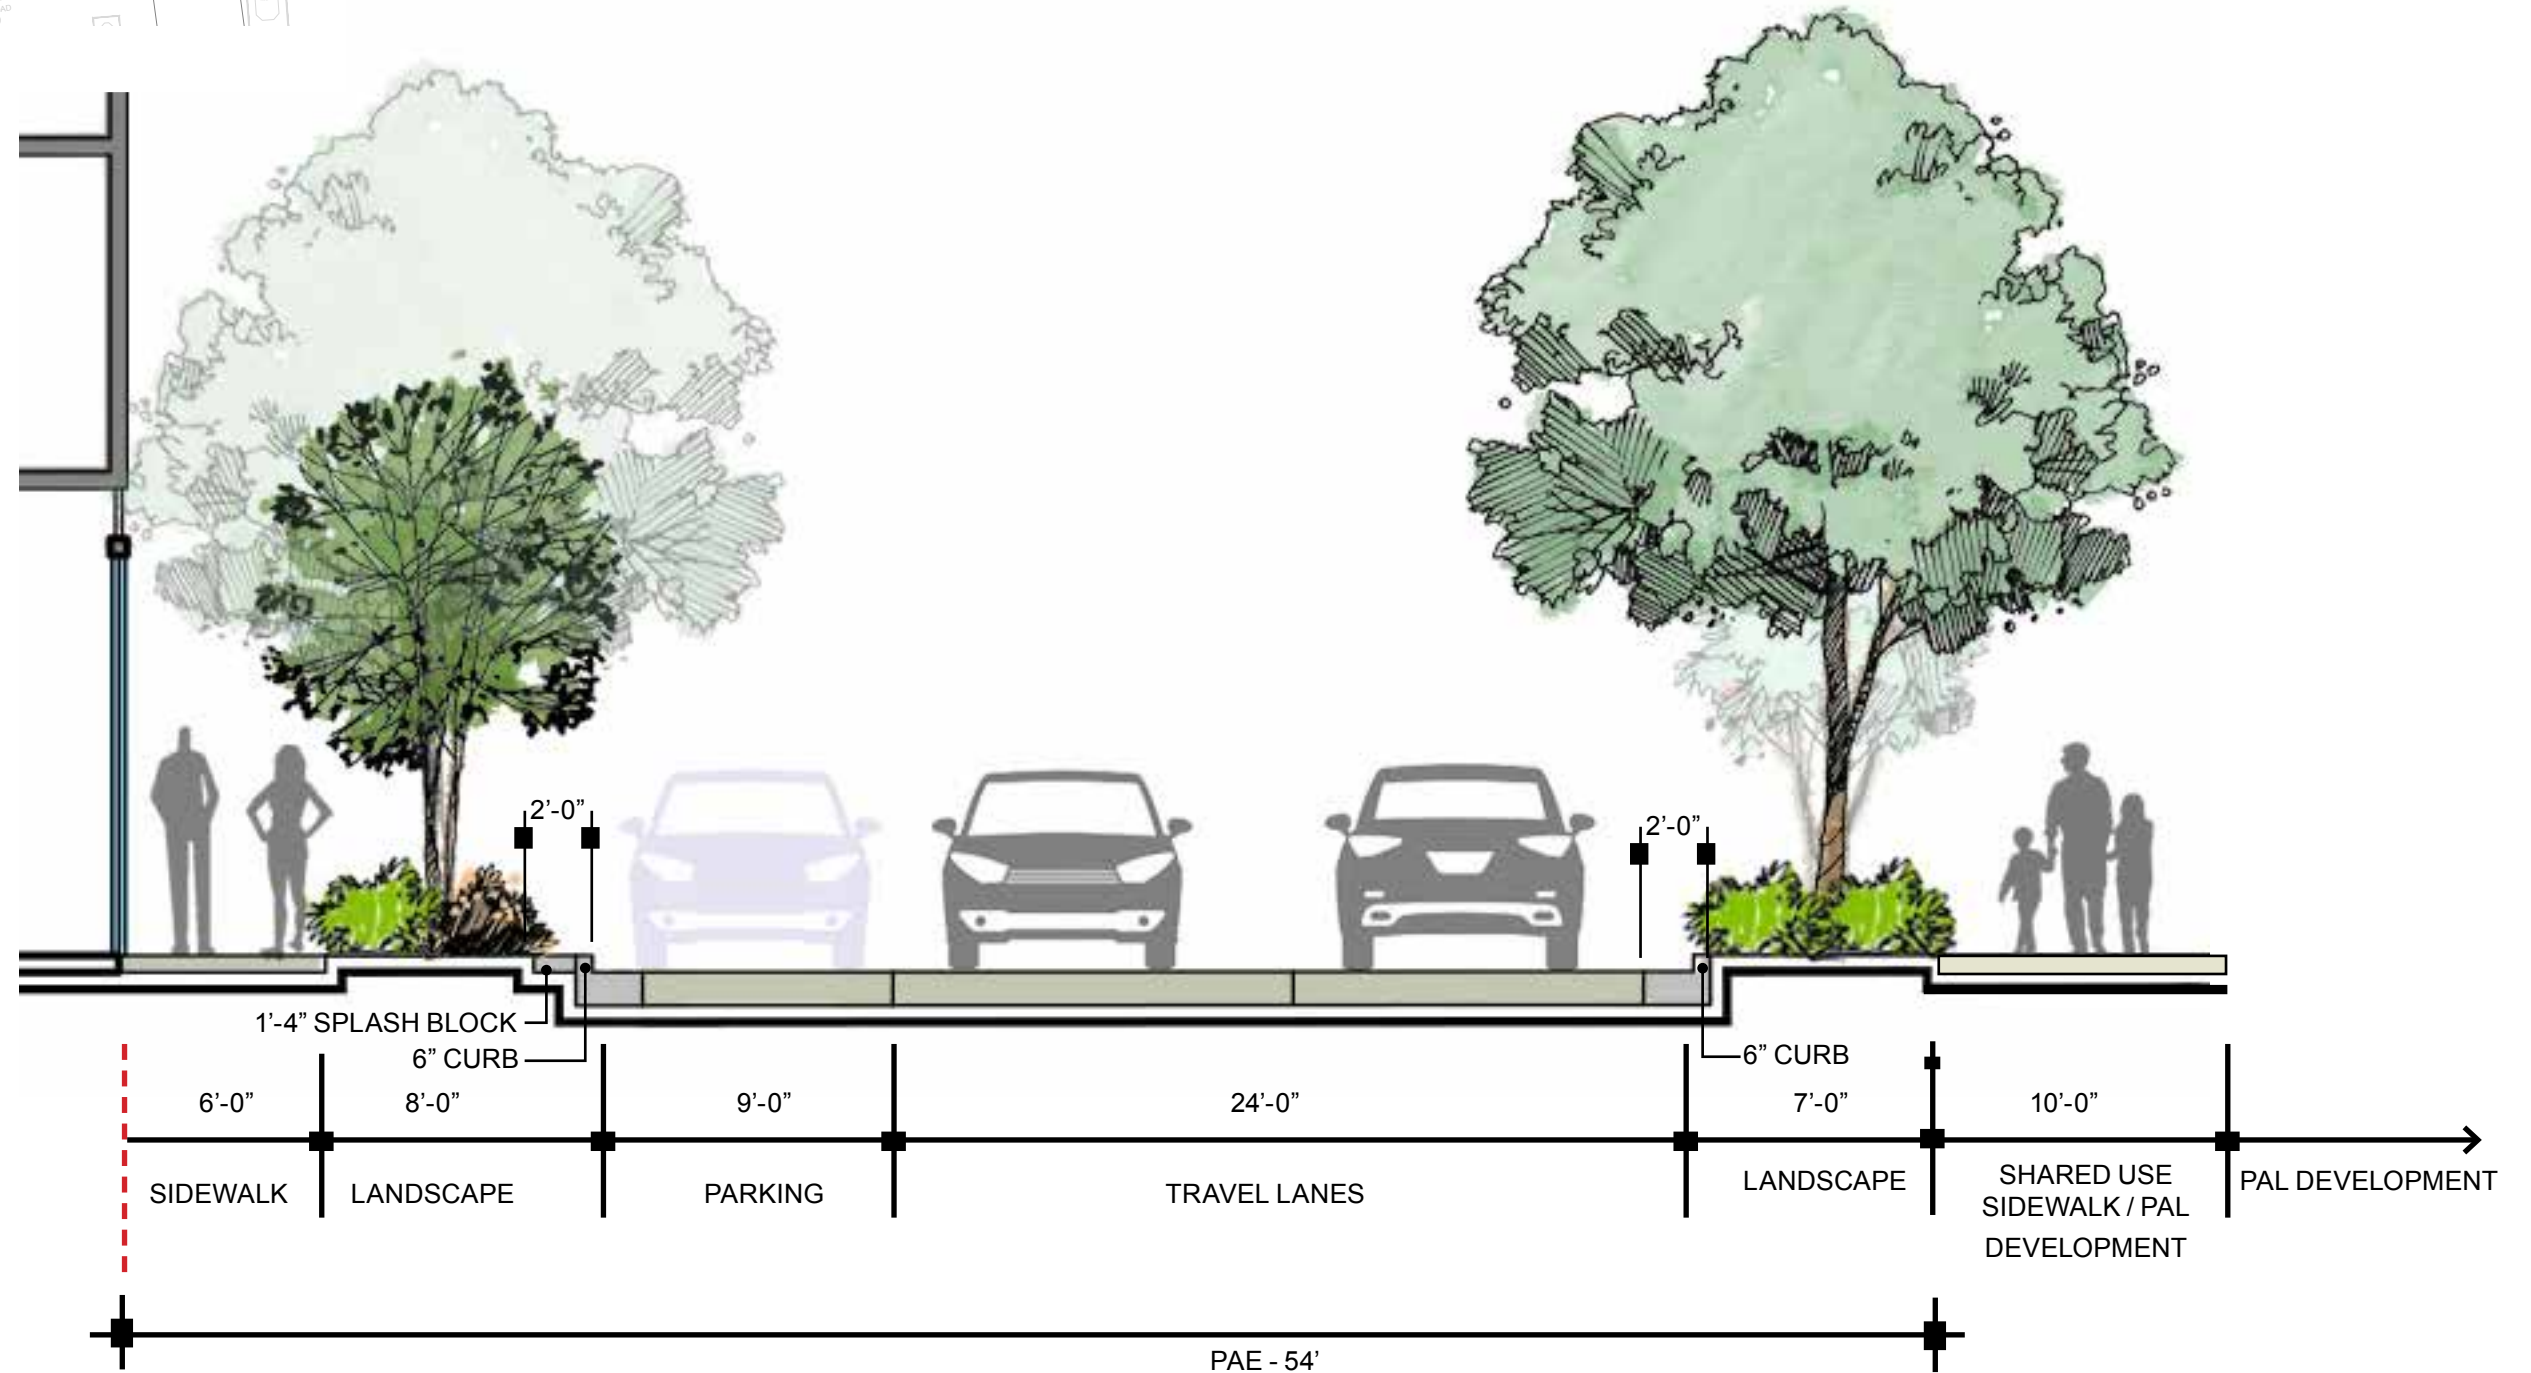 2’-0”
2’-0”
1’-4” SPLASH BLOCK
6” CURB
6” CURB
6’-0”
8’-0”
9’-0”
24’-0”
7’-0”
10’-0”
SIDEWALK
LANDSCAPE
PARKING
TRAVEL LANES
LANDSCAPE
SHARED USE
SIDEWALK / PAL
DEVELOPMENT
PAL DEVELOPMENT
PAE - 54’